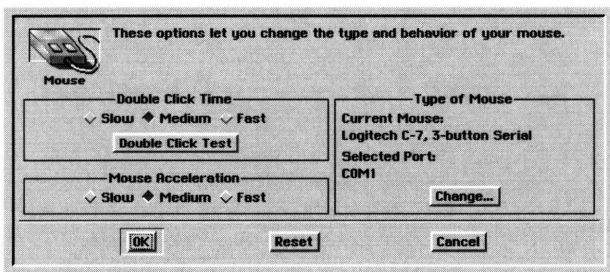 These options let you change the type and behavior of your mouse.
Mouse
Double Click Time
Slow Medium Fast
Double Click Test
Mouse Acceleration
Slow Medium Fast
Type of Mouse
Current Mouse:
Logitech C-7, 3-button Serial
Selected Port:
COM1
Change...
OK Reset Cancel